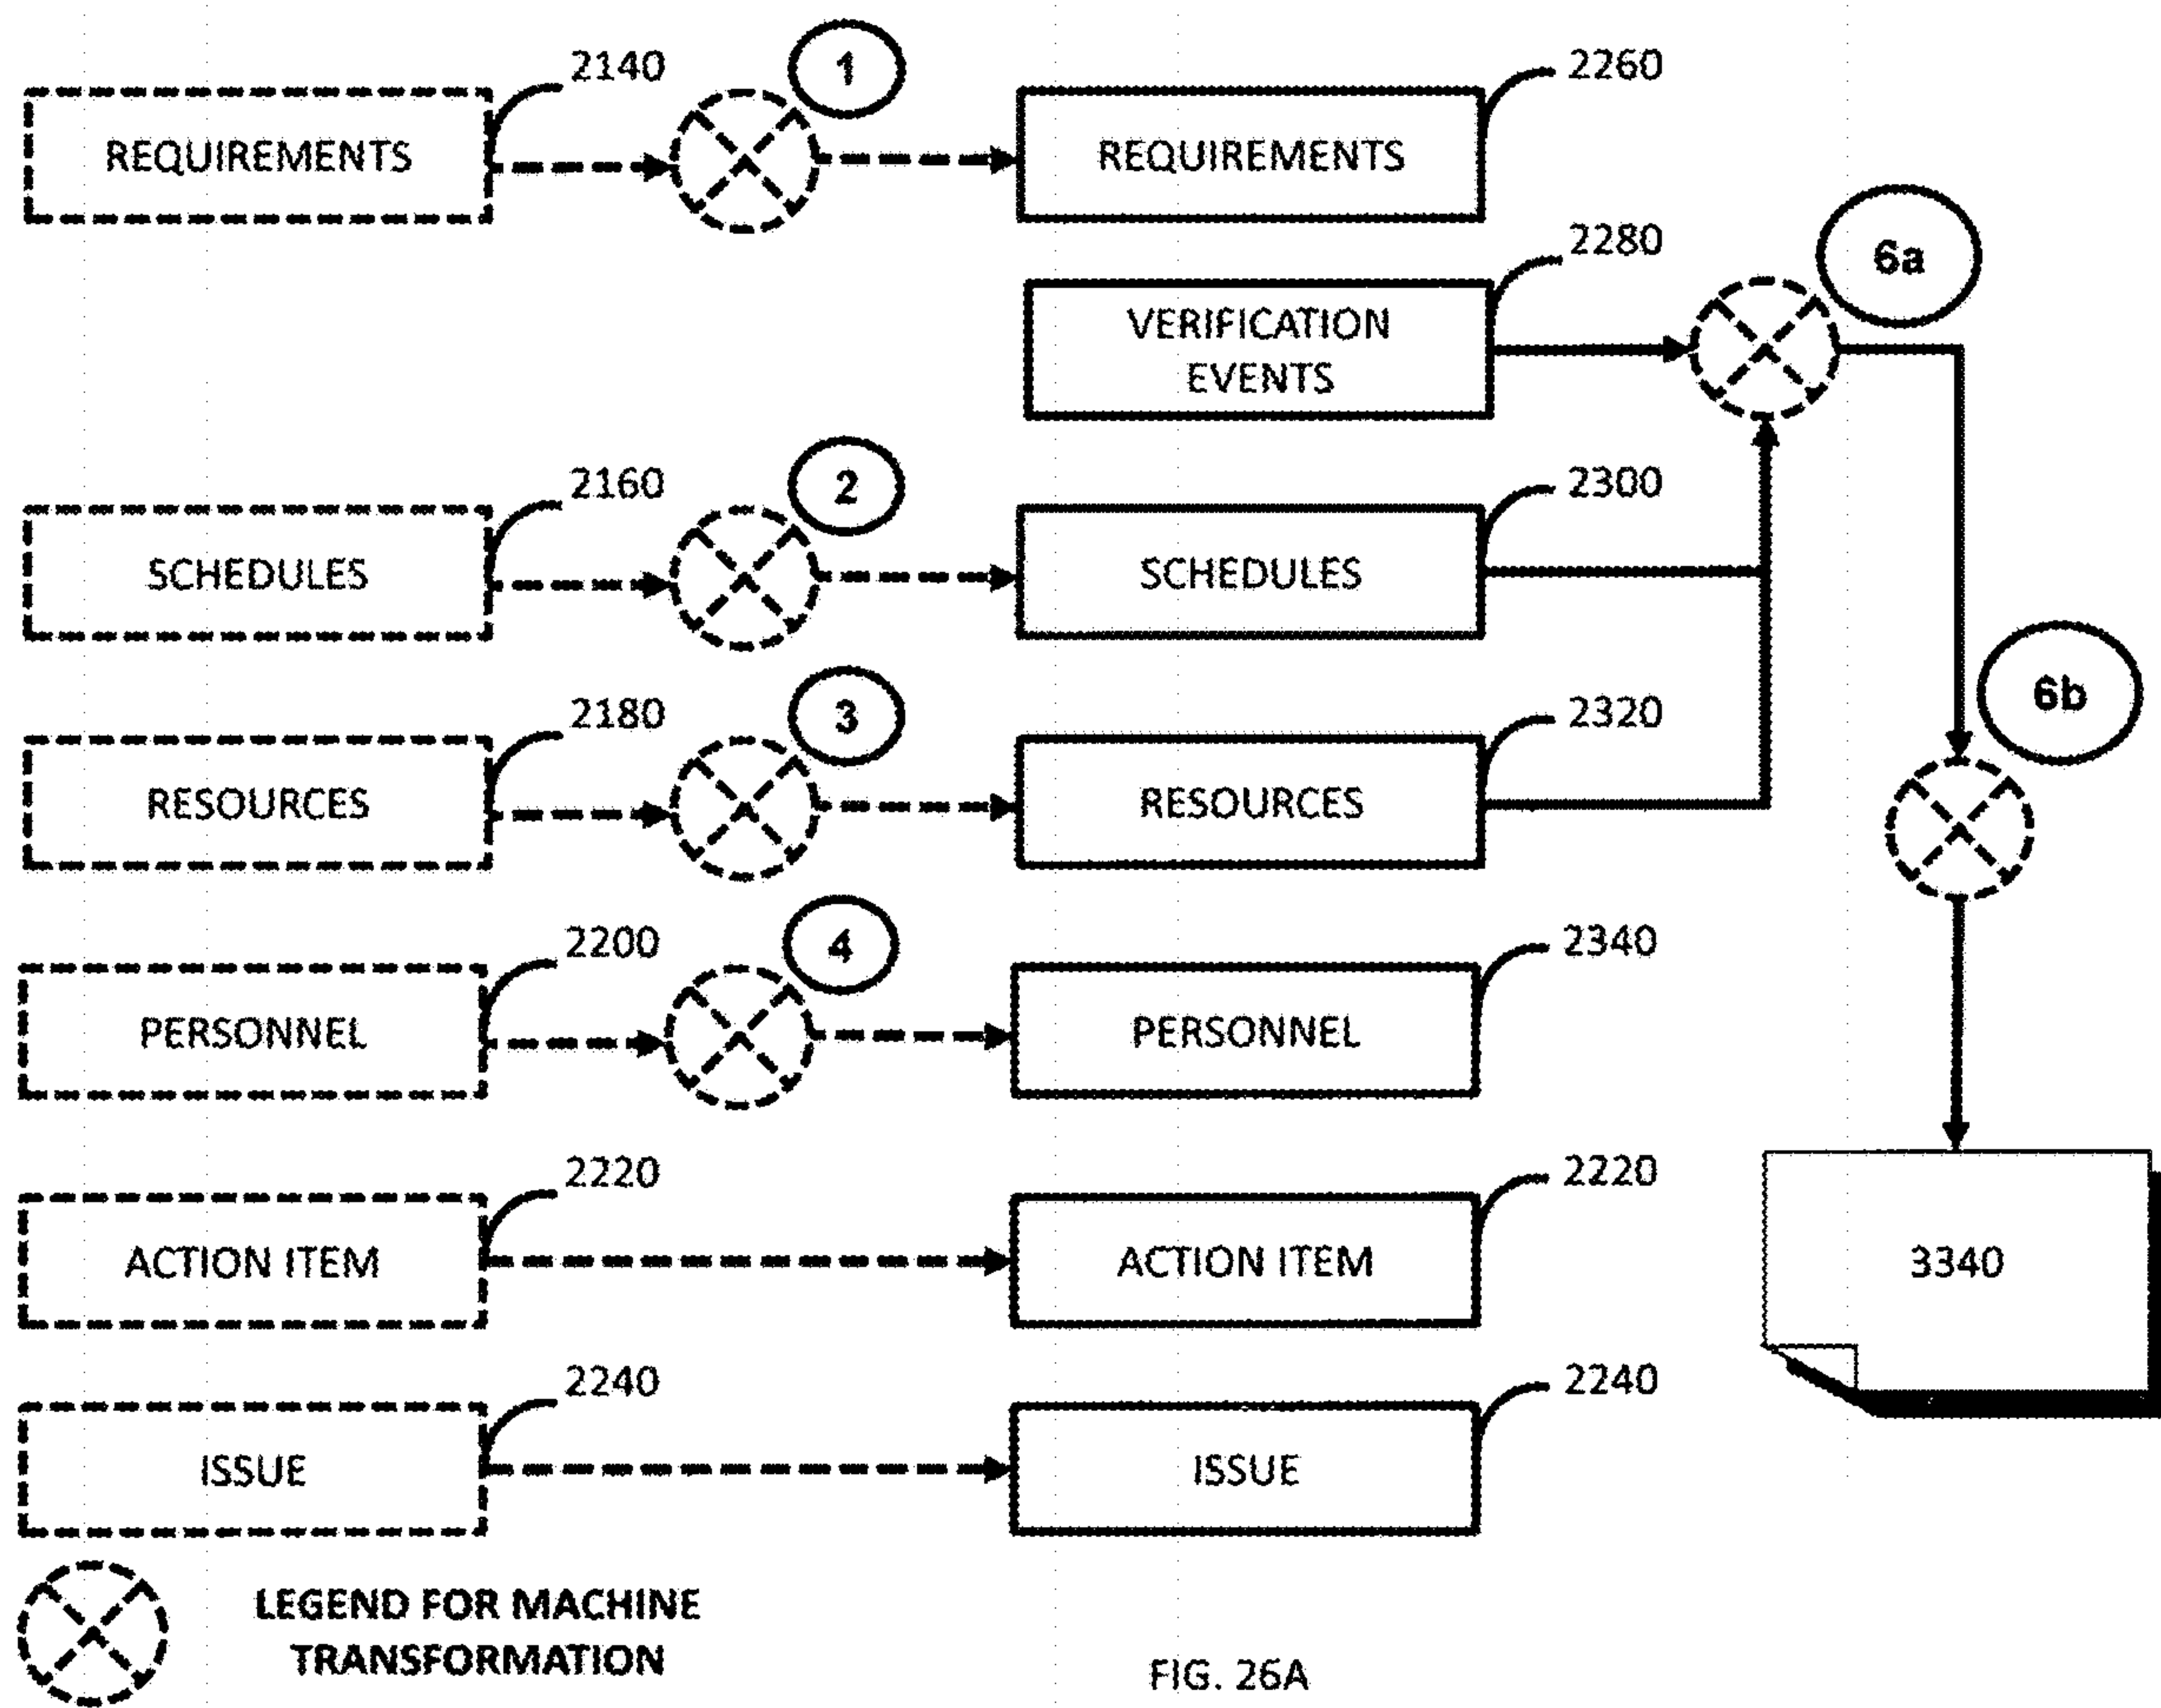 2140
1
2260
REQUIREMENTS
REQUIREMENTS
2280
6a
VERIFICATION
EVENTS
2160
2
2300
SCHEDULES
SCHEDULES
2180
3
2320
6b
RESOURCES
RESOURCES
2200
4
2340
PERSONNEL
PERSONNEL
2220
2220
ACTION ITEM
ACTION ITEM
3340
2240
2240
ISSUE
ISSUE
LEGEND FOR MACHINE
TRANSFORMATION
FIG. 26A